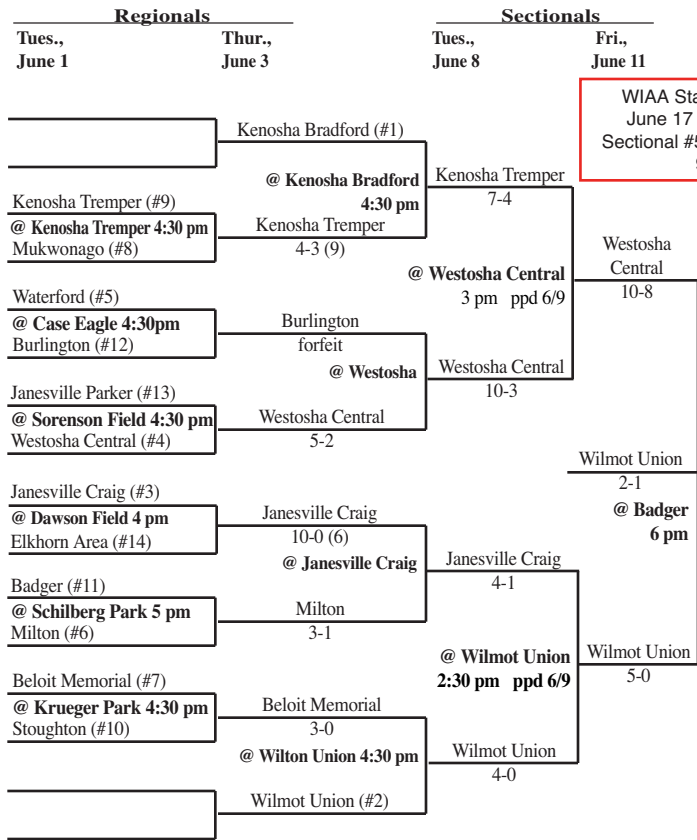 Regionals
Sectionals
Tues.,
June 1
Thur.,
June 3
Tues.,
June 8
Fri.,
June 11
WIAA Sta
June 17
Sectional #5
9
Kenosha Bradford (#1)
@ Kenosha Bradford
4:30 pm
Kenosha Tremper
7-4
Kenosha Tremper (#9)
@ Kenosha Tremper 4:30 pm
Mukwonago (#8)
Kenosha Tremper
4-3 (9)
@ Westosha Central
3 pm ppd 6/9
Westosha
Central
10-8
Waterford (#5)
@ Case Eagle 4:30pm
Burlington (#12)
Burlington
forfeit
@ Westosha
Westosha Central
10-3
Janesville Parker (#13)
@ Sorenson Field 4:30 pm
Westosha Central (#4)
Westosha Central
5-2
Wilmot Union
2-1
@ Badger
6 pm
Janesville Craig (#3)
@ Dawson Field 4 pm
Elkhorn Area (#14)
Janesville Craig
10-0 (6)
@ Janesville Craig
Janesville Craig
4-1
Badger (#11)
@ Schilberg Park 5 pm
Milton (#6)
Milton
3-1
@ Wilmot Union
2:30 pm ppd 6/9
Wilmot Union
5-0
Beloit Memorial (#7)
@ Krueger Park 4:30 pm
Stoughton (#10)
Beloit Memorial
3-0
@ Wilton Union 4:30 pm
Wilmot Union
4-0
Wilmot Union (#2)